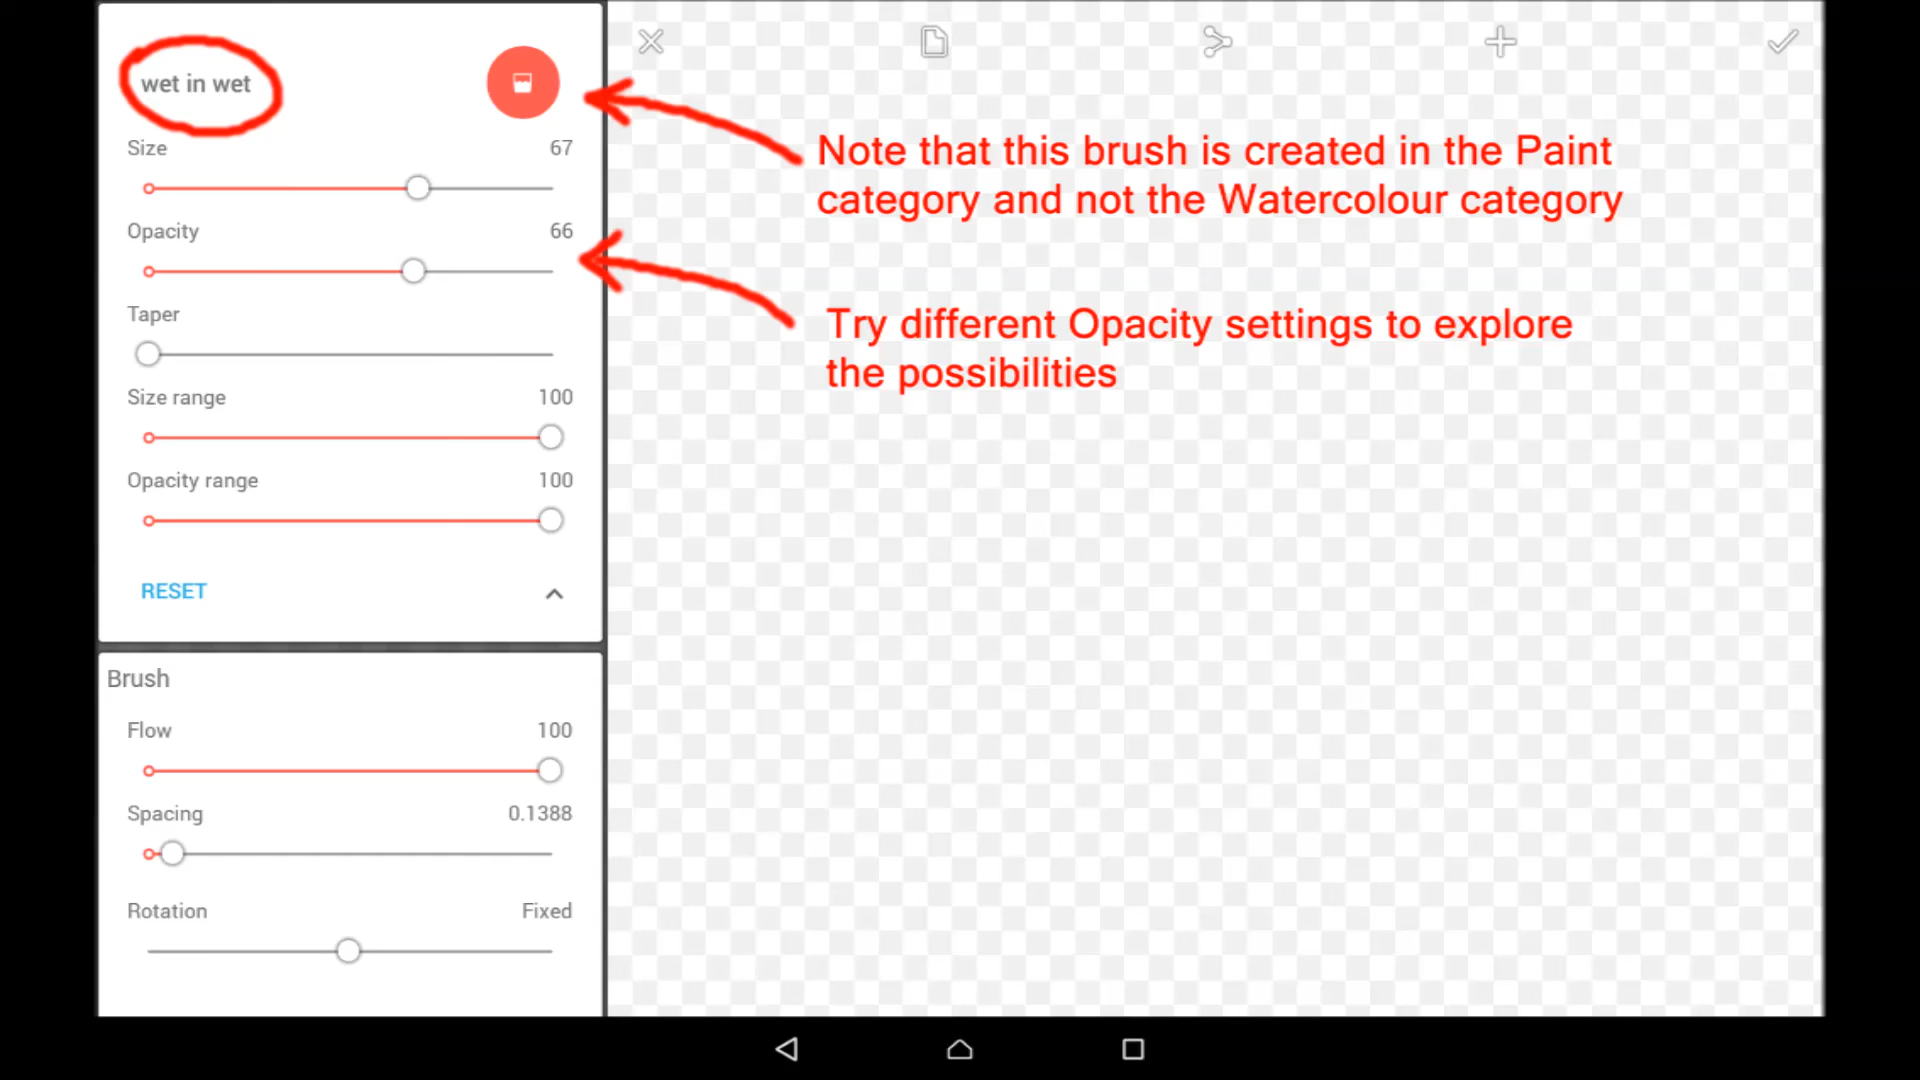 wet in wet
Size 67
Opacity 66
Taper
Size range 100
Opacity range 100
RESET
Brush
Flow 100
Spacing 0.1388
Rotation Fixed
Note that this brush is created in the Paint
category and not the Watercolour category
Try different Opacity settings to explore
the possibilities